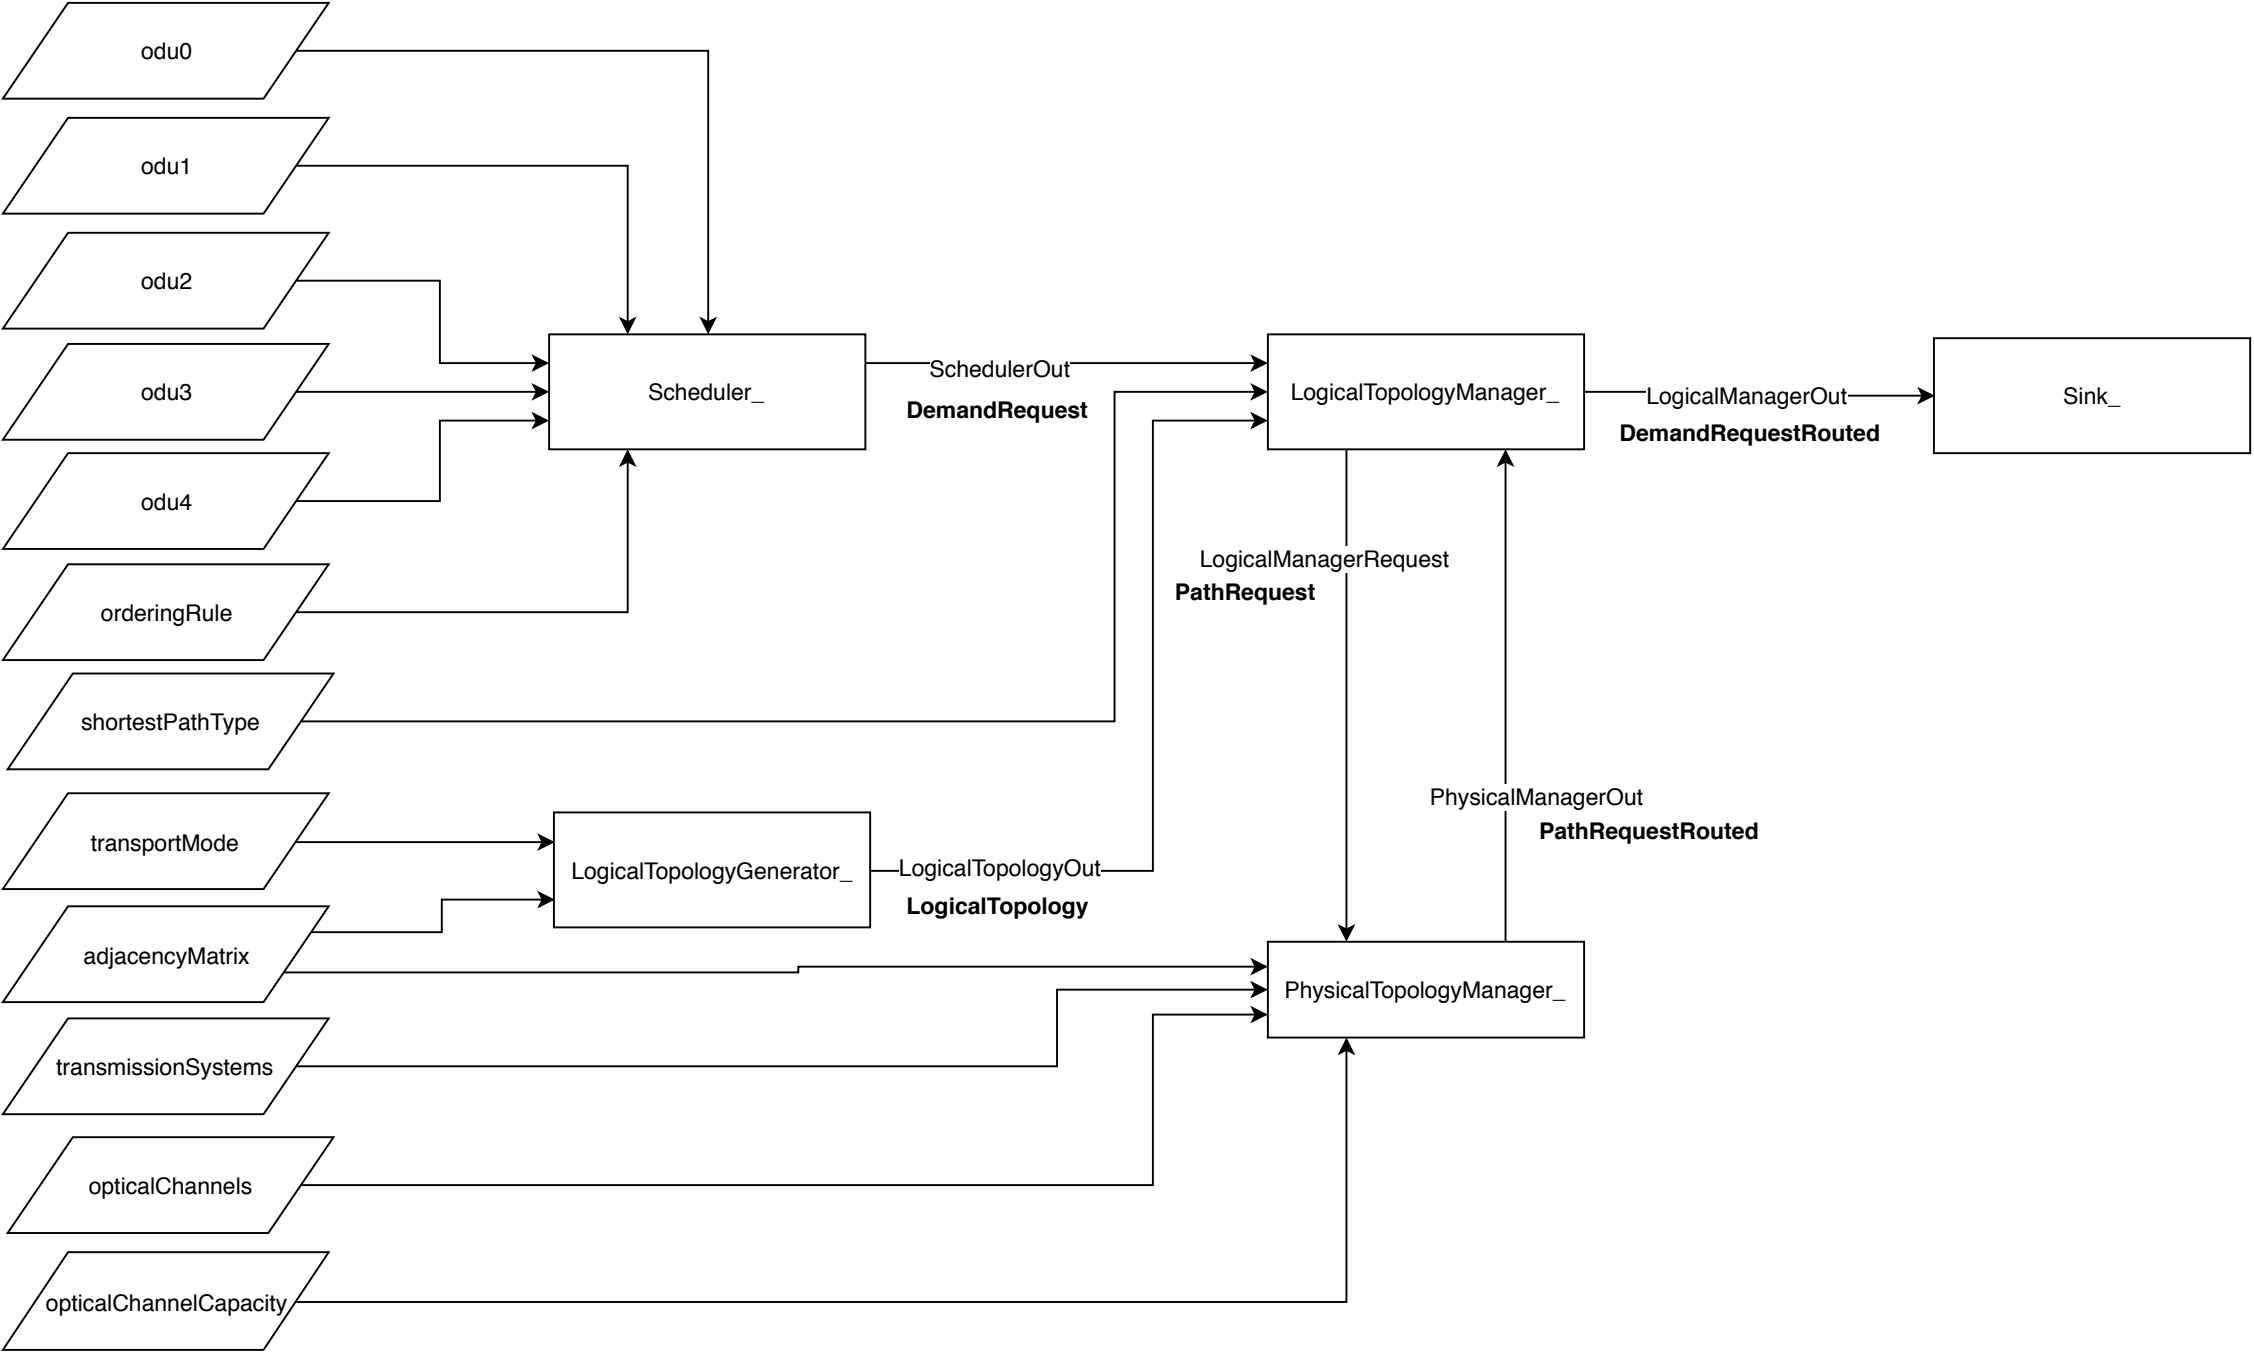 odu0
odu1
odu2
odu3
odu4
orderingRule
shortestPathType
transportMode
adjacencyMatrix
transmissionSystems
opticalChannels
opticalChannelCapacity
Scheduler_
SchedulerOut
DemandRequest
LogicalTopologyGenerator_
LogicalTopologyOut
LogicalTopology
LogicalTopologyManager_
LogicalManagerRequest
PathRequest
PhysicalManagerOut
PathRequestRouted
PhysicalTopologyManager_
LogicalManagerOut
DemandRequestRouted
Sink_